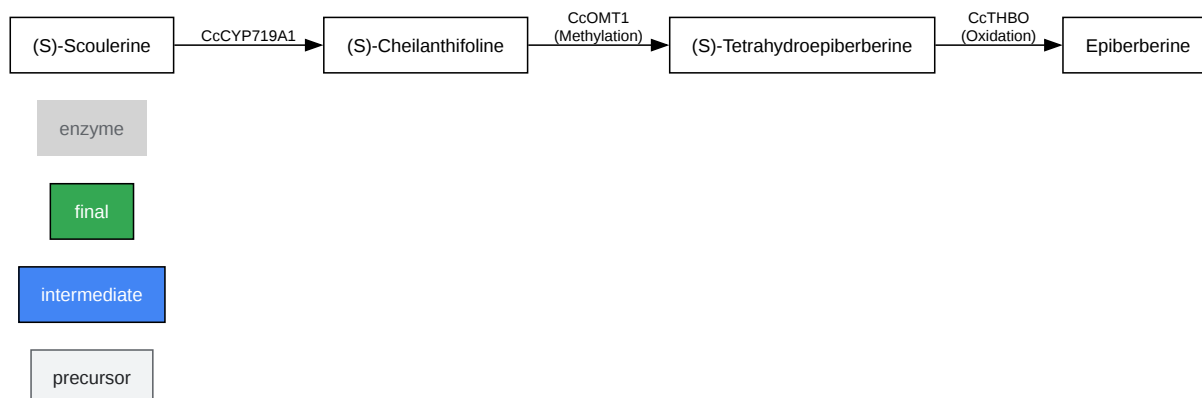 (S)-Scoulerine
CcCYP719A1
(S)-Cheilanthifoline
CcOMT1
(Methylation)
(S)-Tetrahydroepiberberine
CcTHBO
(Oxidation)
Epiberberine
enzyme
final
intermediate
precursor